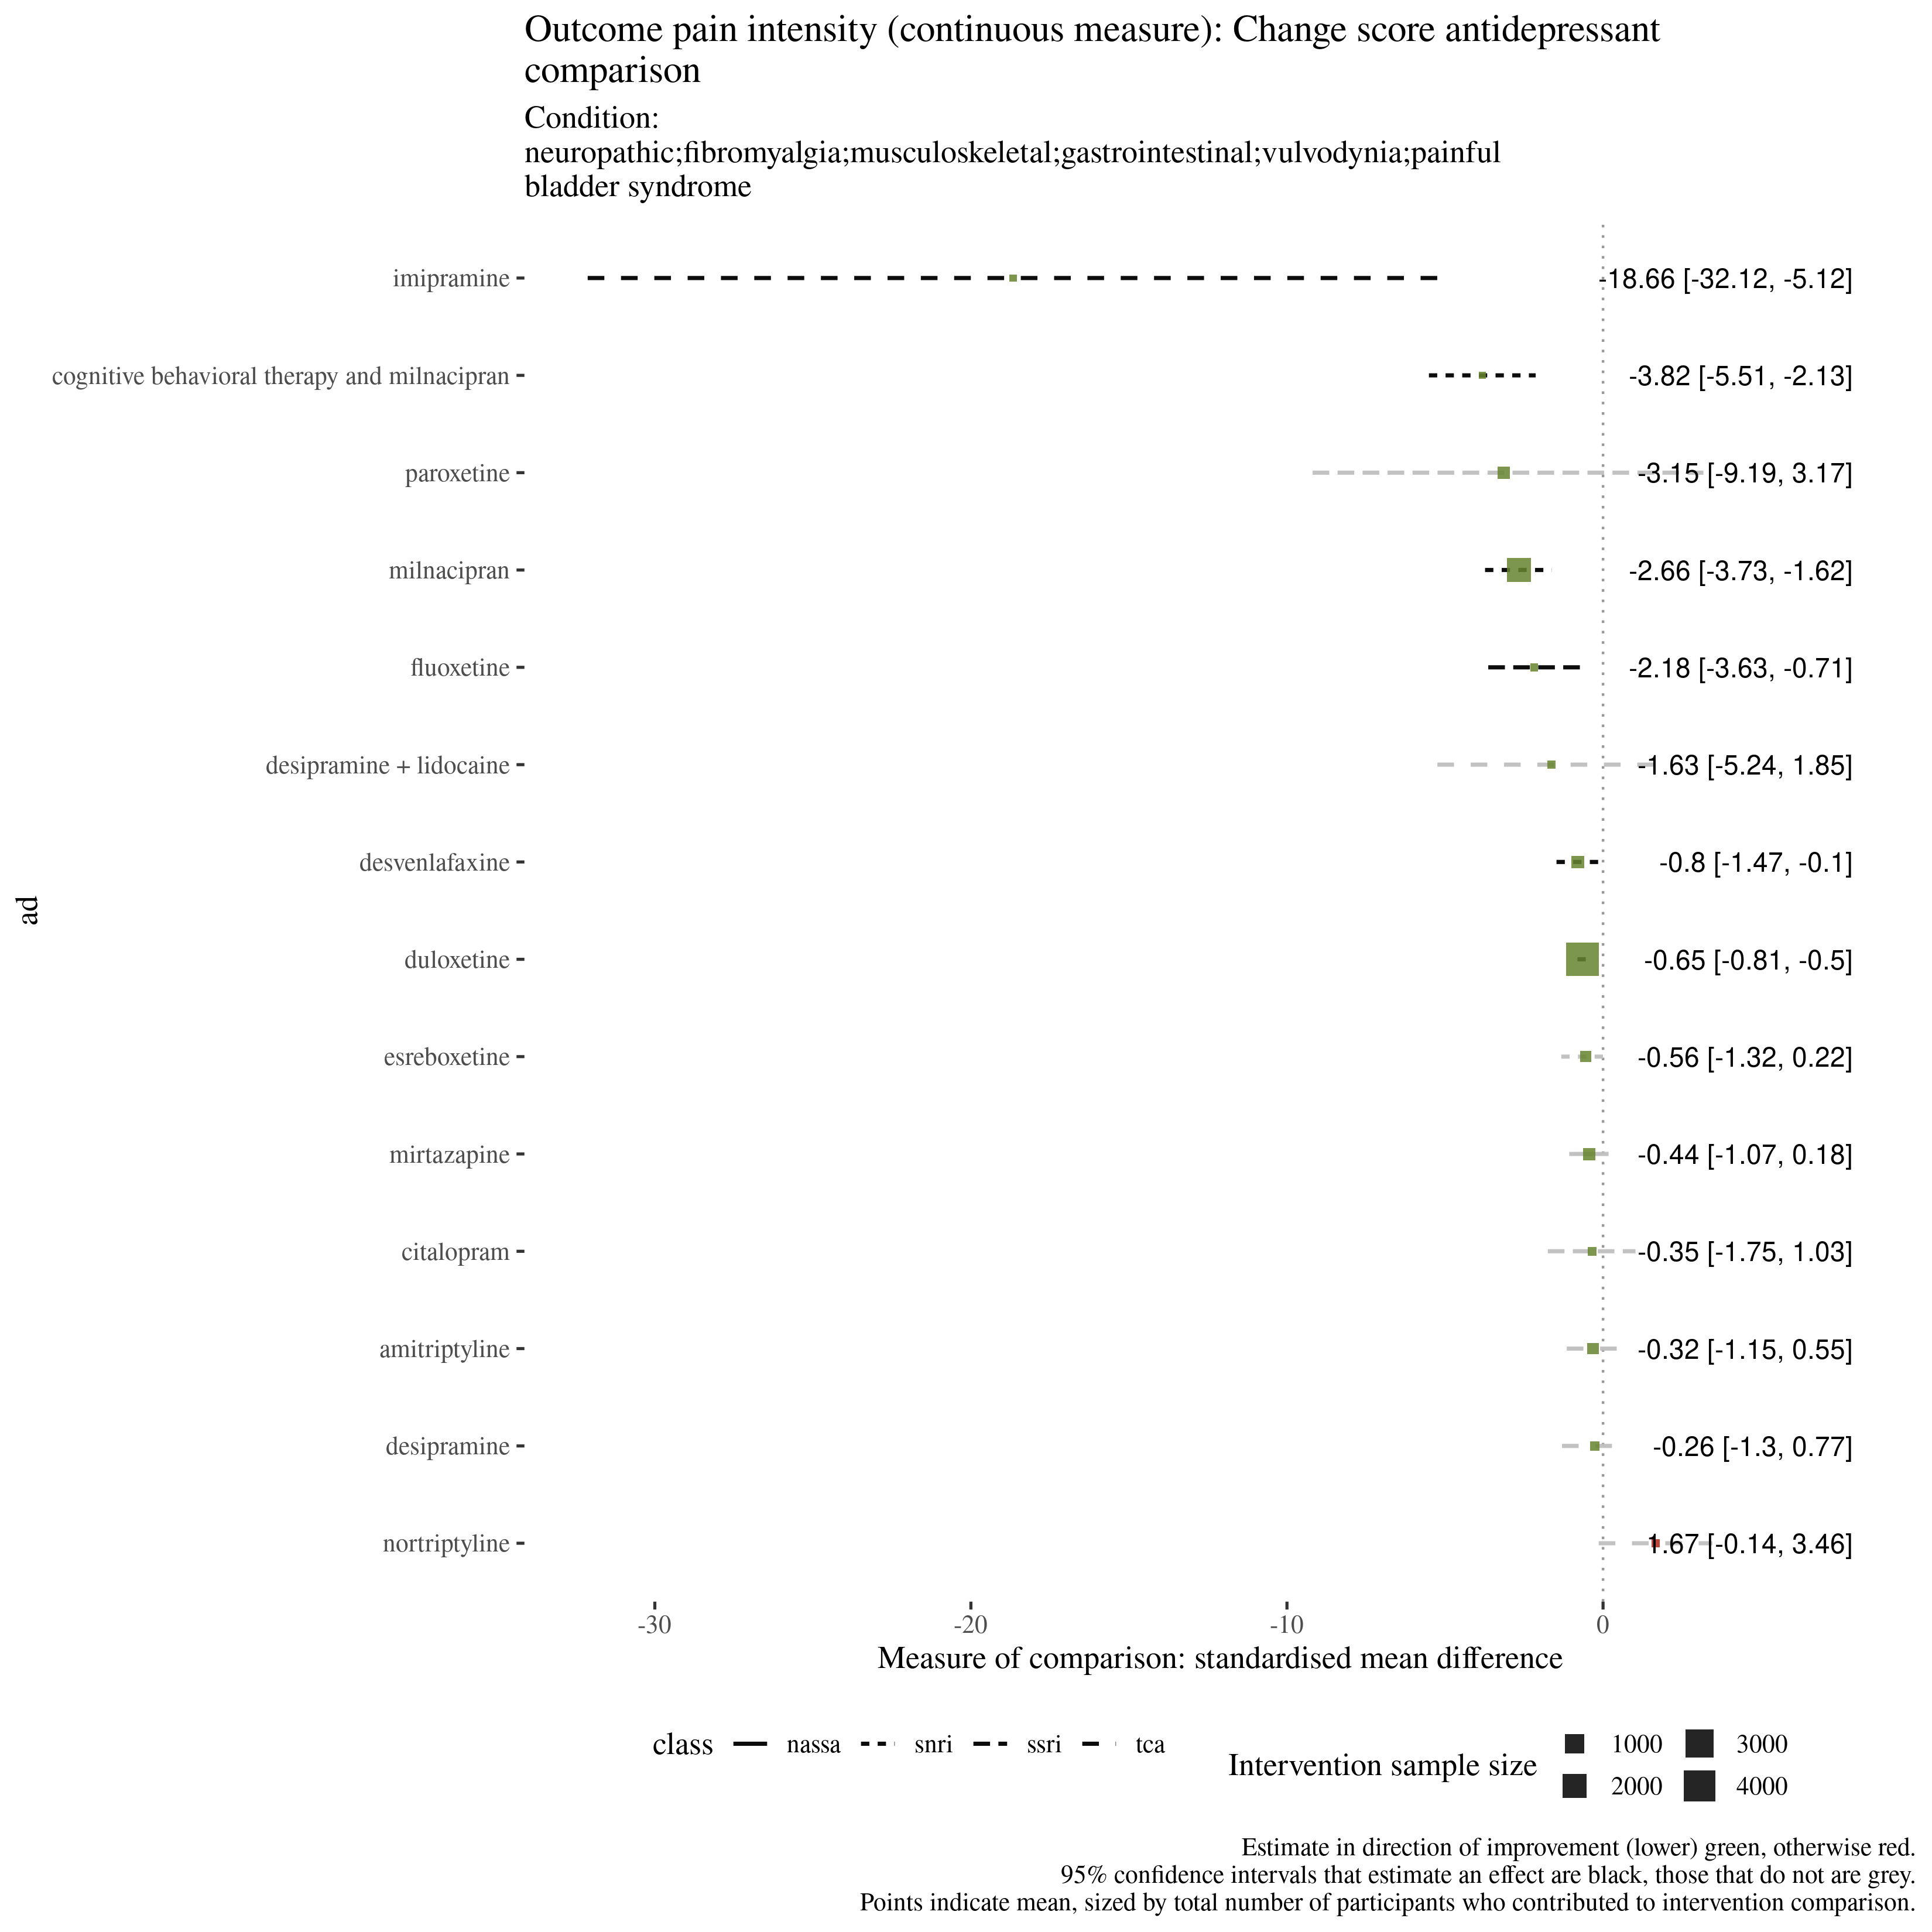 Outcome pain intensity (continuous measure): Change score antidepressant
comparison
Condition:
neuropathic;fibromyalgia;musculoskeletal;gastrointestinal;vulvodynia;painful
bladder syndrome
imipramine -18.66 [-32.12, -5.12]
cognitive behavioral therapy and milnacipran -3.82 [-5.51, -2.13]
paroxetine -3.15 [-9.19, 3.17]
milnacipran -2.66 [-3.73, -1.62]
fluoxetine -2.18 [-3.63, -0.71]
desipramine + lidocaine -1.63 [-5.24, 1.85]
desvenlafaxine -0.8 [-1.47, -0.1]
ad
duloxetine -0.65 [-0.81, -0.5]
esreboxetine -0.56 [-1.32, 0.22]
mirtazapine -0.44 [-1.07, 0.18]
citalopram -0.35 [-1.75, 1.03]
amitriptyline -0.32 [-1.15, 0.55]
desipramine -0.26 [-1.3, 0.77]
nortriptyline 1.67 [-0.14, 3.46]
-30 -20 -10 0
Measure of comparison: standardised mean difference
class nassa snri ssri tca
Intervention sample size 1000 3000
2000 4000
Estimate in direction of improvement (lower) green, otherwise red.
95% confidence intervals that estimate an effect are black, those that do not are grey.
Points indicate mean, sized by total number of participants who contributed to intervention comparison.